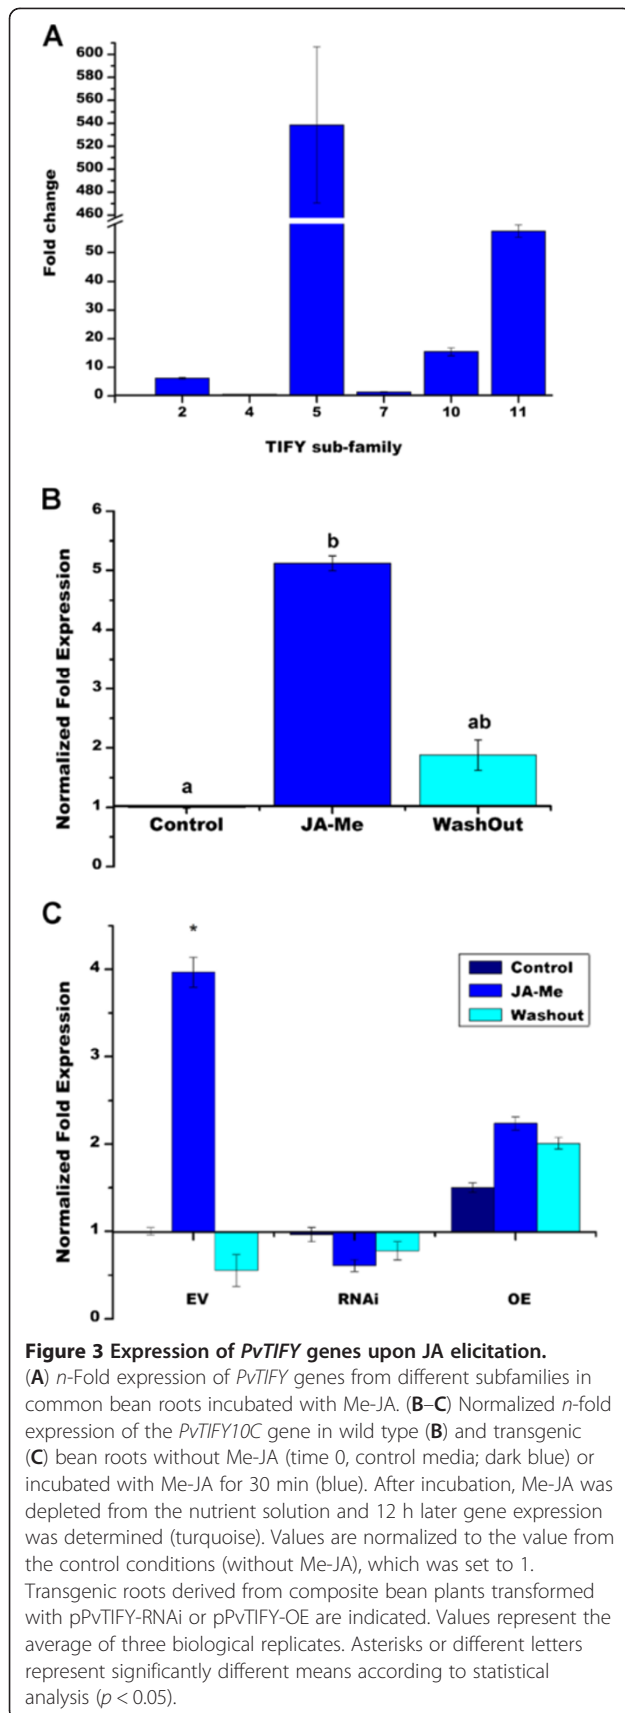 A
600
580
560
540
520
500
480
460
50
40
30
20
10
0
Fold change
2 4 5 7 10 11
TIFY sub-family
B
6
5
4
3
2
1
0
Normalized Fold Expression
a
b
ab
Control JA-Me WashOut
C
4
3
2
1
0
Normalized Fold Expression
*
Control
JA-Me
Washout
EV RNAi OE
Figure 3 Expression of PvTIFY genes upon JA elicitation.
(A) n-Fold expression of PvTIFY genes from different subfamilies in
common bean roots incubated with Me-JA. (B–C) Normalized n-fold
expression of the PvTIFY10C gene in wild type (B) and transgenic
(C) bean roots without Me-JA (time 0, control media; dark blue) or
incubated with Me-JA for 30 min (blue). After incubation, Me-JA was
depleted from the nutrient solution and 12 h later gene expression
was determined (turquoise). Values are normalized to the value from
the control conditions (without Me-JA), which was set to 1.
Transgenic roots derived from composite bean plants transformed
with pPvTIFY-RNAi or pPvTIFY-OE are indicated. Values represent the
average of three biological replicates. Asterisks or different letters
represent significantly different means according to statistical
analysis (p < 0.05).